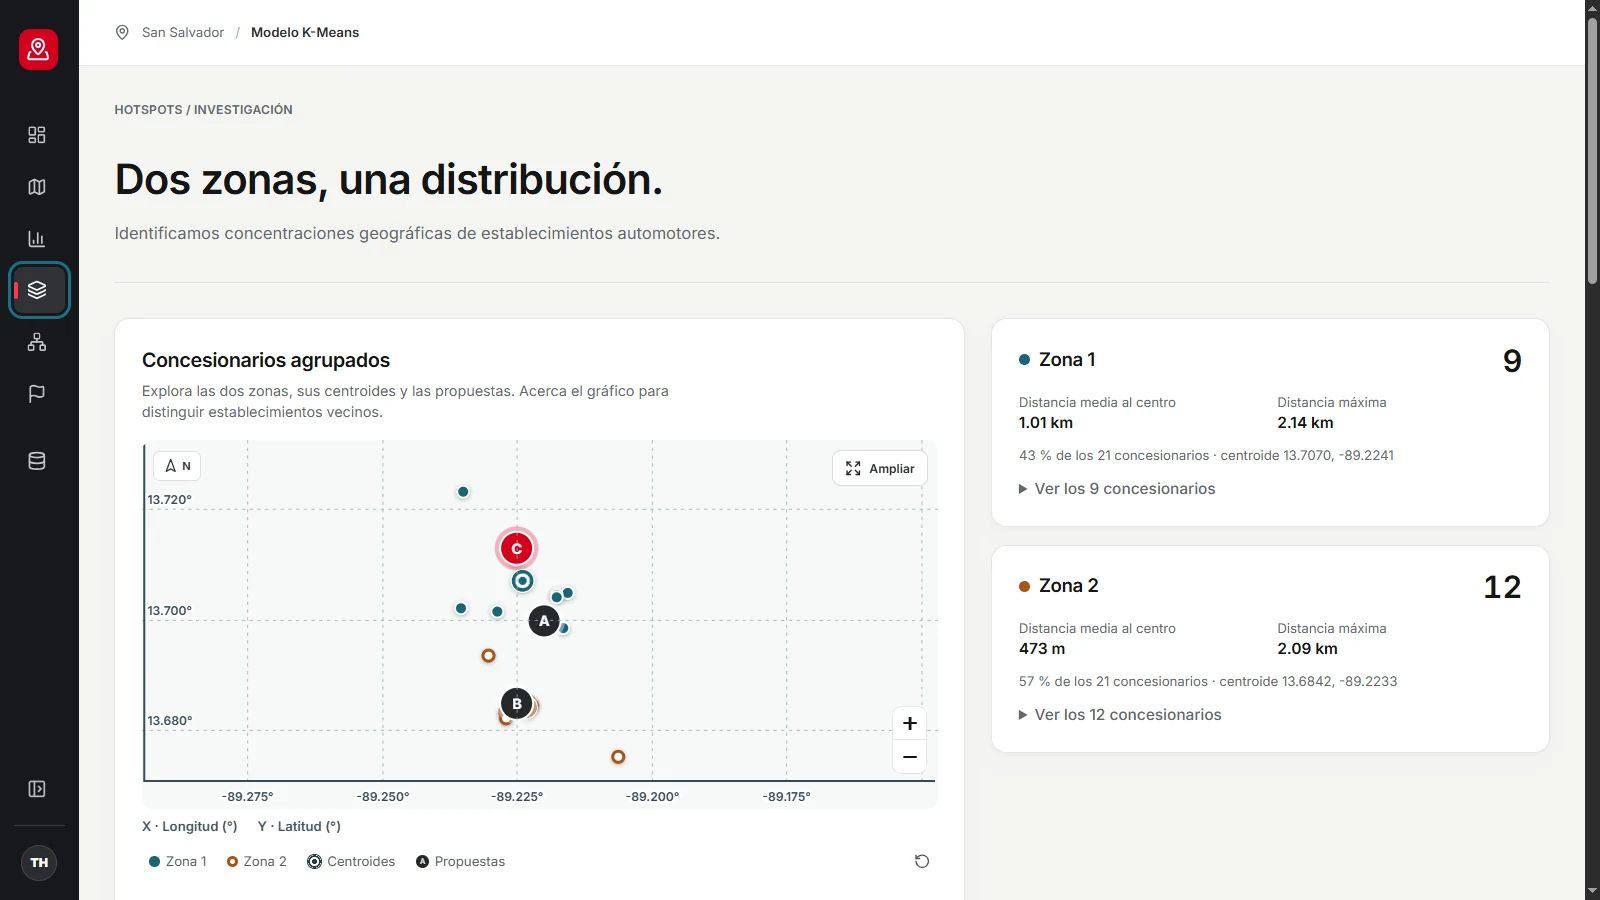 San Salvador / Modelo K-Means
HOTSPOTS / INVESTIGACIÓN
Dos zonas, una distribución.
Identificamos concentraciones geográficas de establecimientos automotores.
Concesionarios agrupados
Explora las dos zonas, sus centroides y las propuestas. Acerca el gráfico para
distinguir establecimientos vecinos.
N
Ampliar
13.720°
C
13.700°
A
B
13.680°
+
−
-89.275°
-89.250°
-89.225°
-89.200°
-89.175°
X · Longitud (°)
Y · Latitud (°)
Zona 1
Zona 2
Centroides
A Propuestas
Zona 1
9
Distancia media al centro
Distancia máxima
1.01 km
2.14 km
43 % de los 21 concesionarios · centroide 13.7070, -89.2241
Ver los 9 concesionarios
Zona 2
12
Distancia media al centro
Distancia máxima
473 m
2.09 km
57 % de los 21 concesionarios · centroide 13.6842, -89.2233
Ver los 12 concesionarios
TH